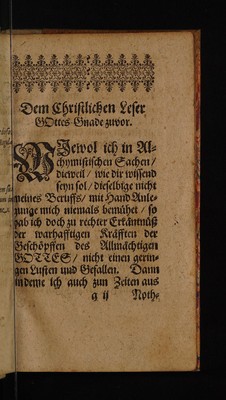 Dem Christlichen Leser
GOttes Gnade zuvor.
WJewol ich in Al-
chymistischen Sachen /
dieweil / wie dir wissend
seyn sol / dieselbige nicht
meines Beruffs / mit Hand Anle-
gunge mich niemals bemühet / so
hab ich doch zu rechter Erkäntnüß
der warhafftigen Kräfften der
Geschöpffen des Allmächtigen
GOTTES / nicht einen gerin-
gen Lusten und Gefallen. Dann
indeme ich auch zum Zeiten aus
g ij Noth-